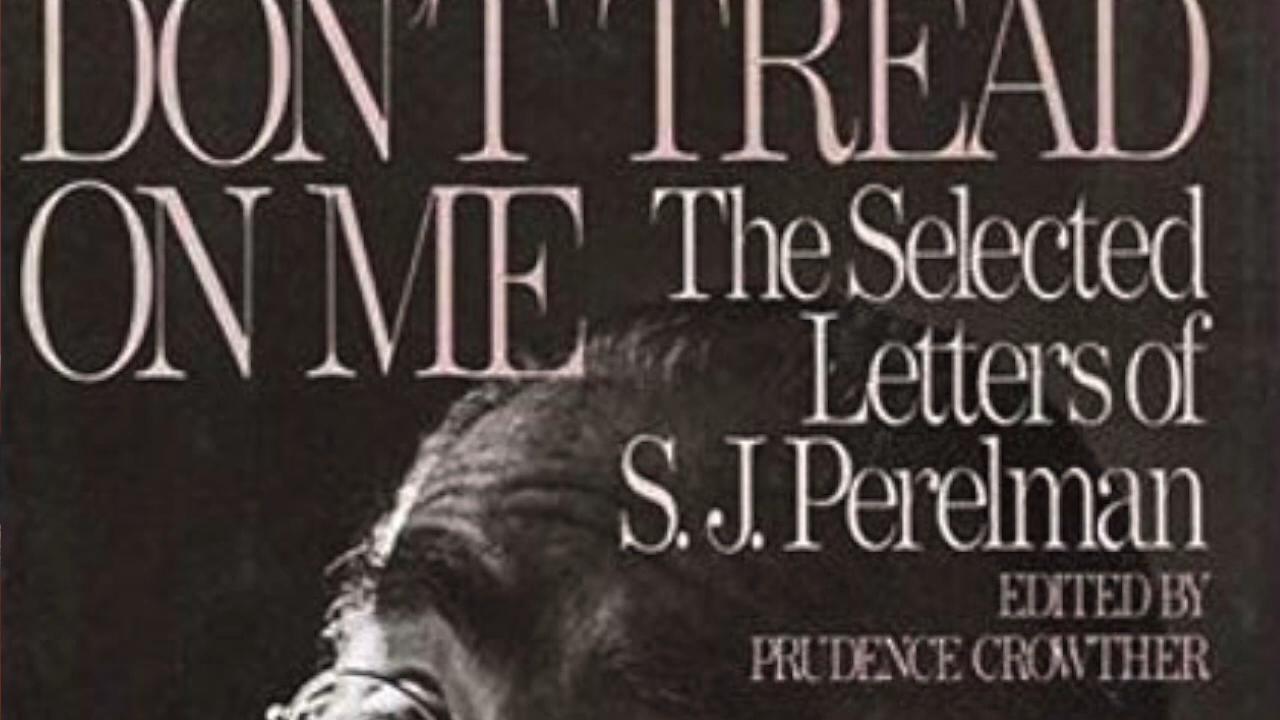 DON'T TREAD
ON ME The Selected
Letters of
S. J. Perelman
EDITED BY
PRUDENCE CROWTHER